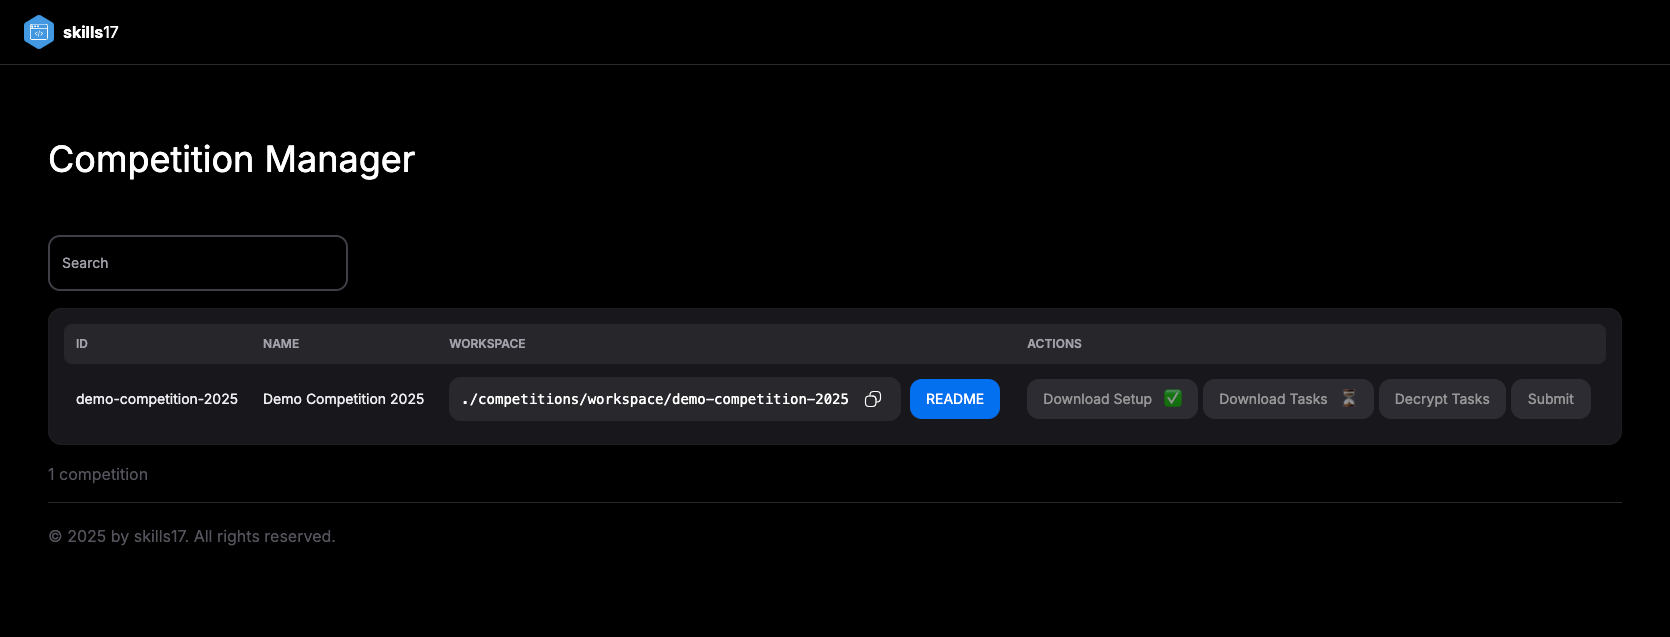 skills17
Competition Manager
Search
ID NAME WORKSPACE ACTIONS
demo-competition-2025 Demo Competition 2025 ./competitions/workspace/demo-competition-2025 README Download Setup ✅ Download Tasks ⏳ Decrypt Tasks Submit
1 competition
© 2025 by skills17. All rights reserved.